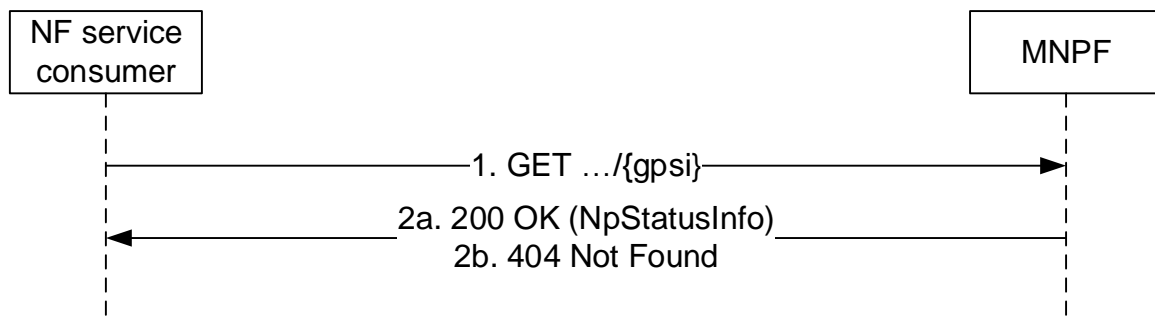 NF service
consumer
MNPF
1. GET …/{gpsi}
2a. 200 OK (NpStatusInfo)
2b. 404 Not Found